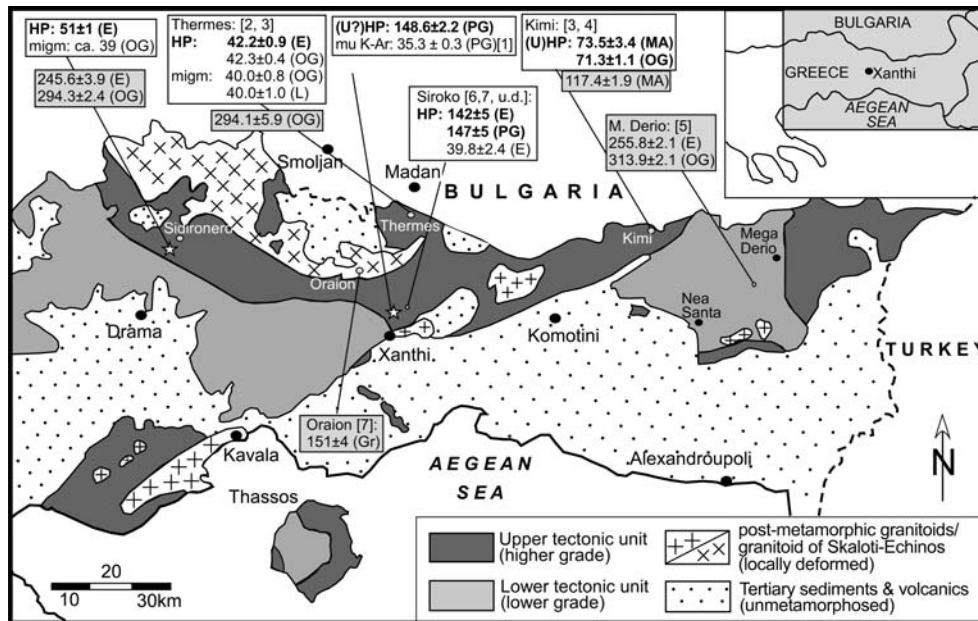 HP: 51±1 (E)
migm: ca. 39 (OG)
245.6±3.9 (E)
294.3±2.4 (OG)
Thermes: [2, 3]
HP: 42.2±0.9 (E)
42.3±0.4 (OG)
migm: 40.0±0.8 (OG)
40.0±1.0 (L)
294.1±5.9 (OG)
(U?)HP: 148.6±2.2 (PG)
mu K-Ar: 35.3 ± 0.3 (PG)[1]
Siroko [6,7, u.d.]:
HP: 142±5 (E)
147±5 (PG)
39.8±2.4 (E)
Kimi: [3, 4]
(U)HP: 73.5±3.4 (MA)
71.3±1.1 (OG)
117.4±1.9 (MA)
M. Derio: [5]
255.8±2.1 (E)
313.9±2.1 (OG)
BULGARIA
GREECE
Xanthi
AEGEAN
SEA
Smoljan
Madan
BULGARIA
Thermes
Sidironero
Oraion
Kimi
Mega
Derio
Nea
Santa
Drama
Xanthi
Komotini
TURKEY
Oraion [7]:
151±4 (Gr)
Kavala
AEGEAN
SEA
Alexandroupoli
N
Thassos
20
10 30km
Upper tectonic unit
(higher grade)
Lower tectonic unit
(lower grade)
post-metamorphic granitoids/
granitoid of Skaloti-Echinos
(locally deformed)
Tertiary sediments & volcanics
(unmetamorphosed)